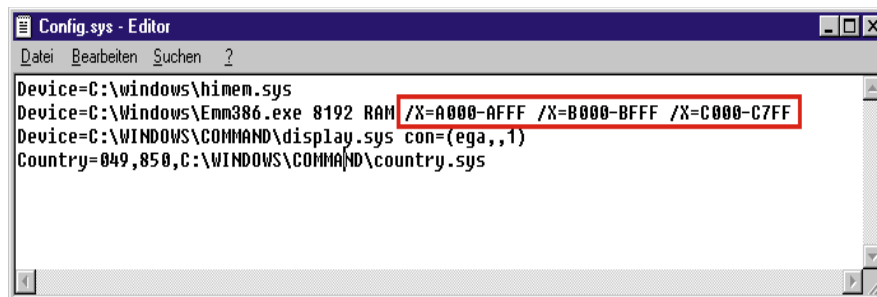 Config.sys - Editor
Datei Bearbeiten Suchen ?
Device=C:\windows\himem.sys
Device=C:\Windows\Emm386.exe 8192 RAM /X=A000-AFFF /X=B000-BFFF /X=C000-C7FF
Device=C:\WINDOWS\COMMAND\display.sys con=(ega,,1)
Country=049,850,C:\WINDOWS\COMMAND\country.sys